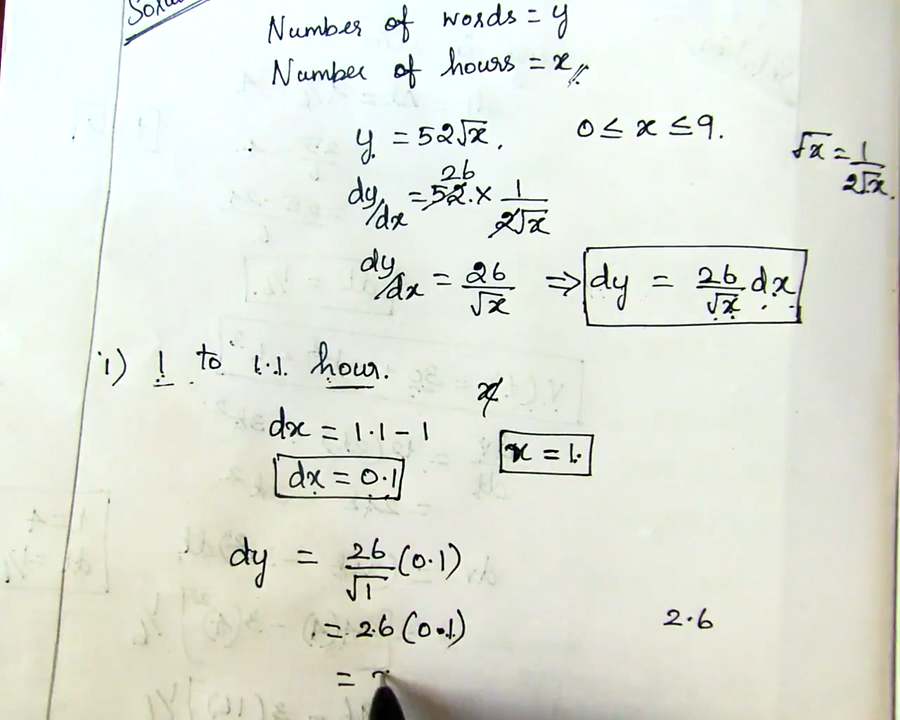 Number of words = y
Number of hours = x
y = 52√x, 0 ≤ x ≤ 9.
√x = 1/2√x.
26
dy/dx = 52 . x 1/2√x
dy/dx = 26/√x ⇒ dy = 26/√x dx
i) 1 to 1.1. hour.
x
dx = 1.1 - 1
x = 1.
dx = 0.1
dy = 26/√1 (0.1)
= 26 (0.1)
2.6
=